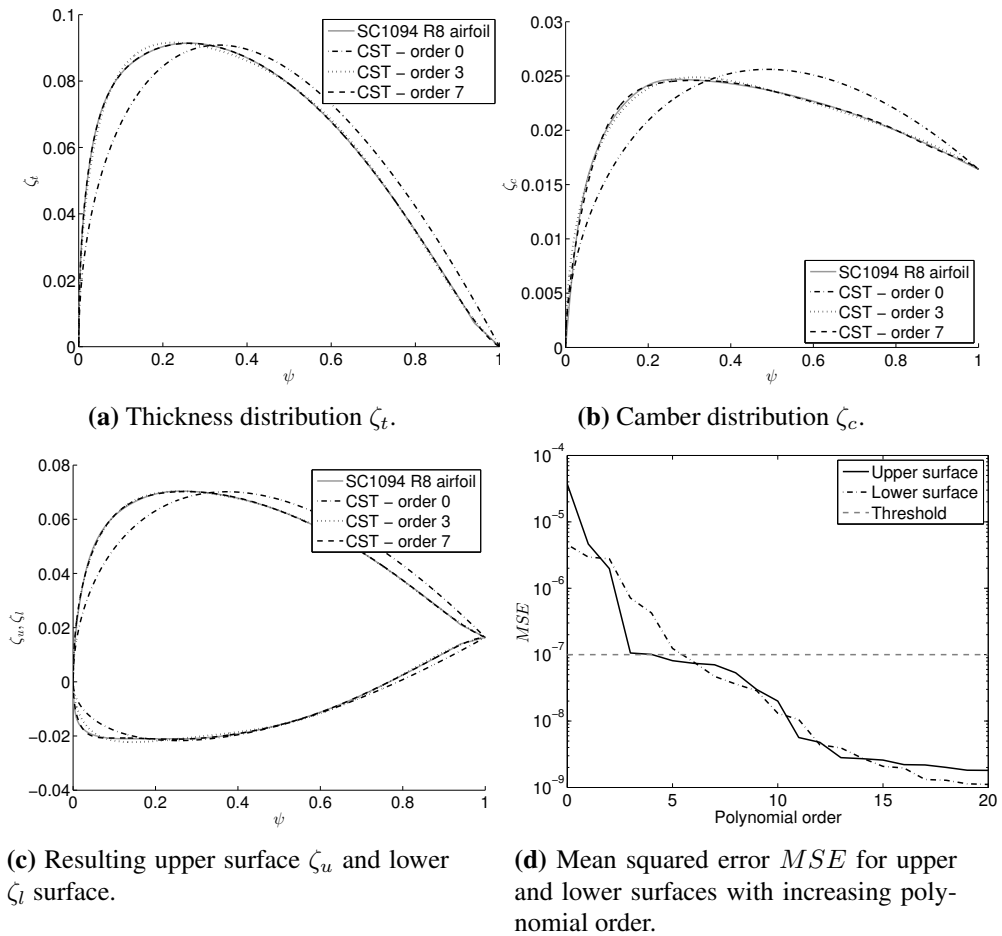 0.1
0.08
0.06
0.04
0.02
0
ζt
0 0.2 0.4 0.6 0.8 1
ψ
SC1094 R8 airfoil
CST − order 0
CST − order 3
CST − order 7
(a) Thickness distribution ζt.
0.03
0.025
0.02
0.015
0.01
0.005
0
ζc
0 0.2 0.4 0.6 0.8 1
ψ
SC1094 R8 airfoil
CST − order 0
CST − order 3
CST − order 7
(b) Camber distribution ζc.
0.08
0.06
0.04
0.02
0
−0.02
−0.04
ζu, ζl
0 0.2 0.4 0.6 0.8 1
ψ
SC1094 R8 airfoil
CST − order 0
CST − order 3
CST − order 7
(c) Resulting upper surface ζu and lower
ζl surface.
10−4
10−5
10−6
10−7
10−8
10−9
MSE
0 5 10 15 20
Polynomial order
Upper surface
Lower surface
Threshold
(d) Mean squared error MSE for upper
and lower surfaces with increasing poly-
nomial order.